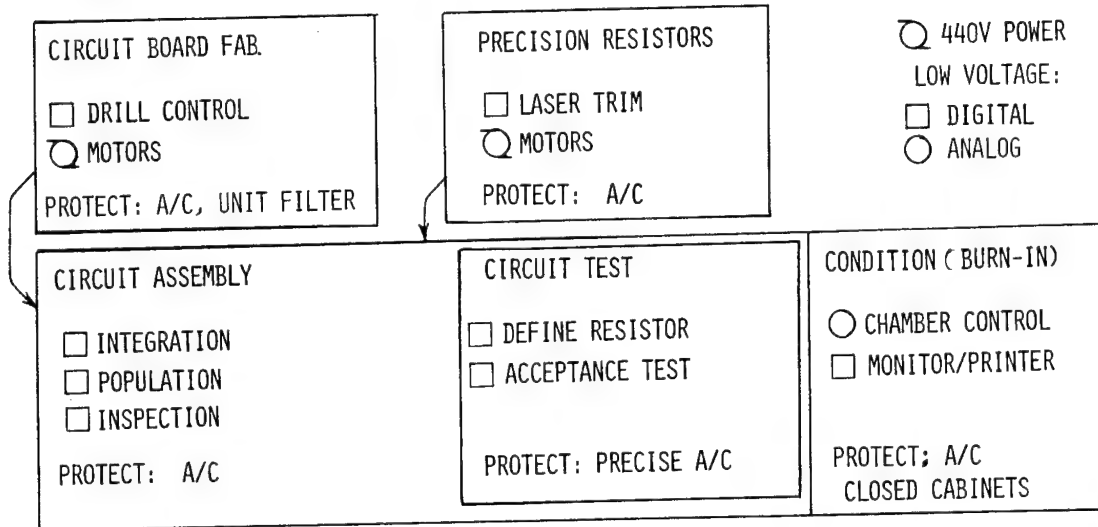 CIRCUIT BOARD FAB.
DRILL CONTROL
MOTORS
PROTECT: A/C, UNIT FILTER
PRECISION RESISTORS
LASER TRIM
MOTORS
PROTECT: A/C
440V POWER
LOW VOLTAGE:
DIGITAL
ANALOG
CIRCUIT ASSEMBLY
INTEGRATION
POPULATION
INSPECTION
PROTECT: A/C
CIRCUIT TEST
DEFINE RESISTOR
ACCEPTANCE TEST
PROTECT: PRECISE A/C
CONDITION (BURN-IN)
CHAMBER CONTROL
MONITOR/PRINTER
PROTECT; A/C
CLOSED CABINETS